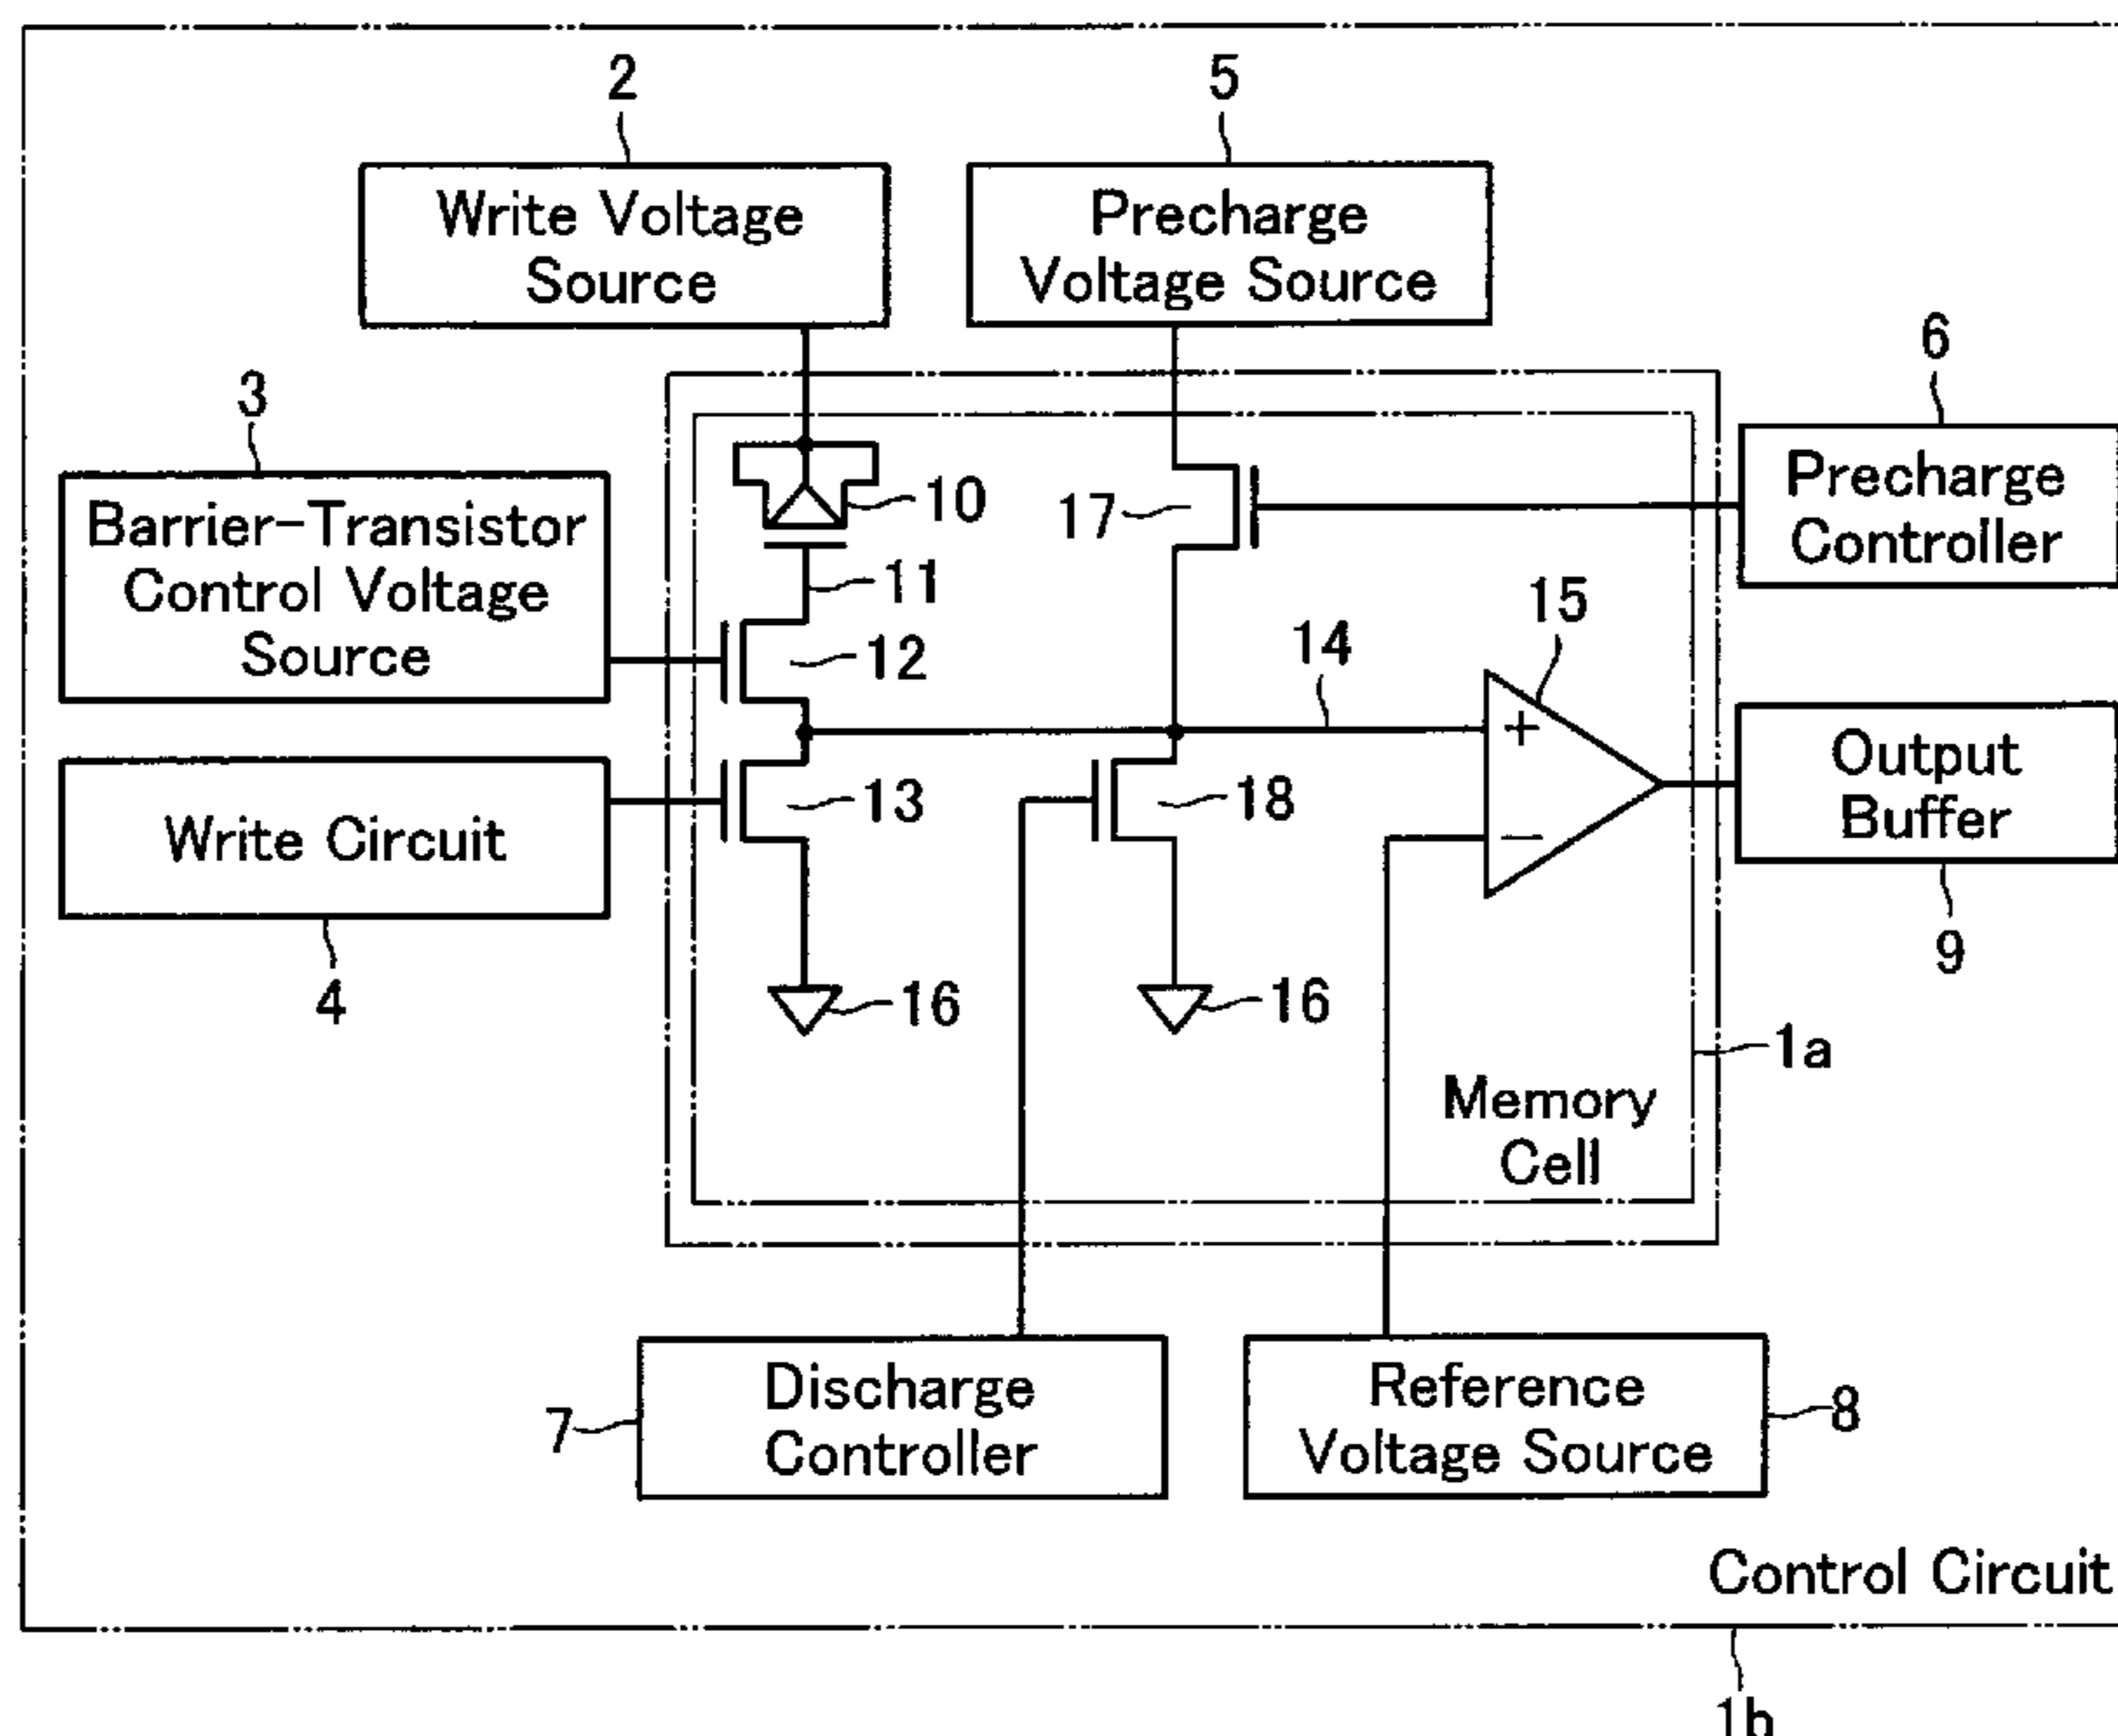 2
5
Write Voltage
Source
Precharge
Voltage Source
6
3
Precharge
Controller
Barrier-Transistor
Control Voltage
Source
10
17
11
15
12
14
+
Output
Buffer
Write Circuit
13
18
−
9
4
16
16
1a
Memory
Cell
7
Discharge
Controller
Reference
Voltage Source
8
Control Circuit
1b